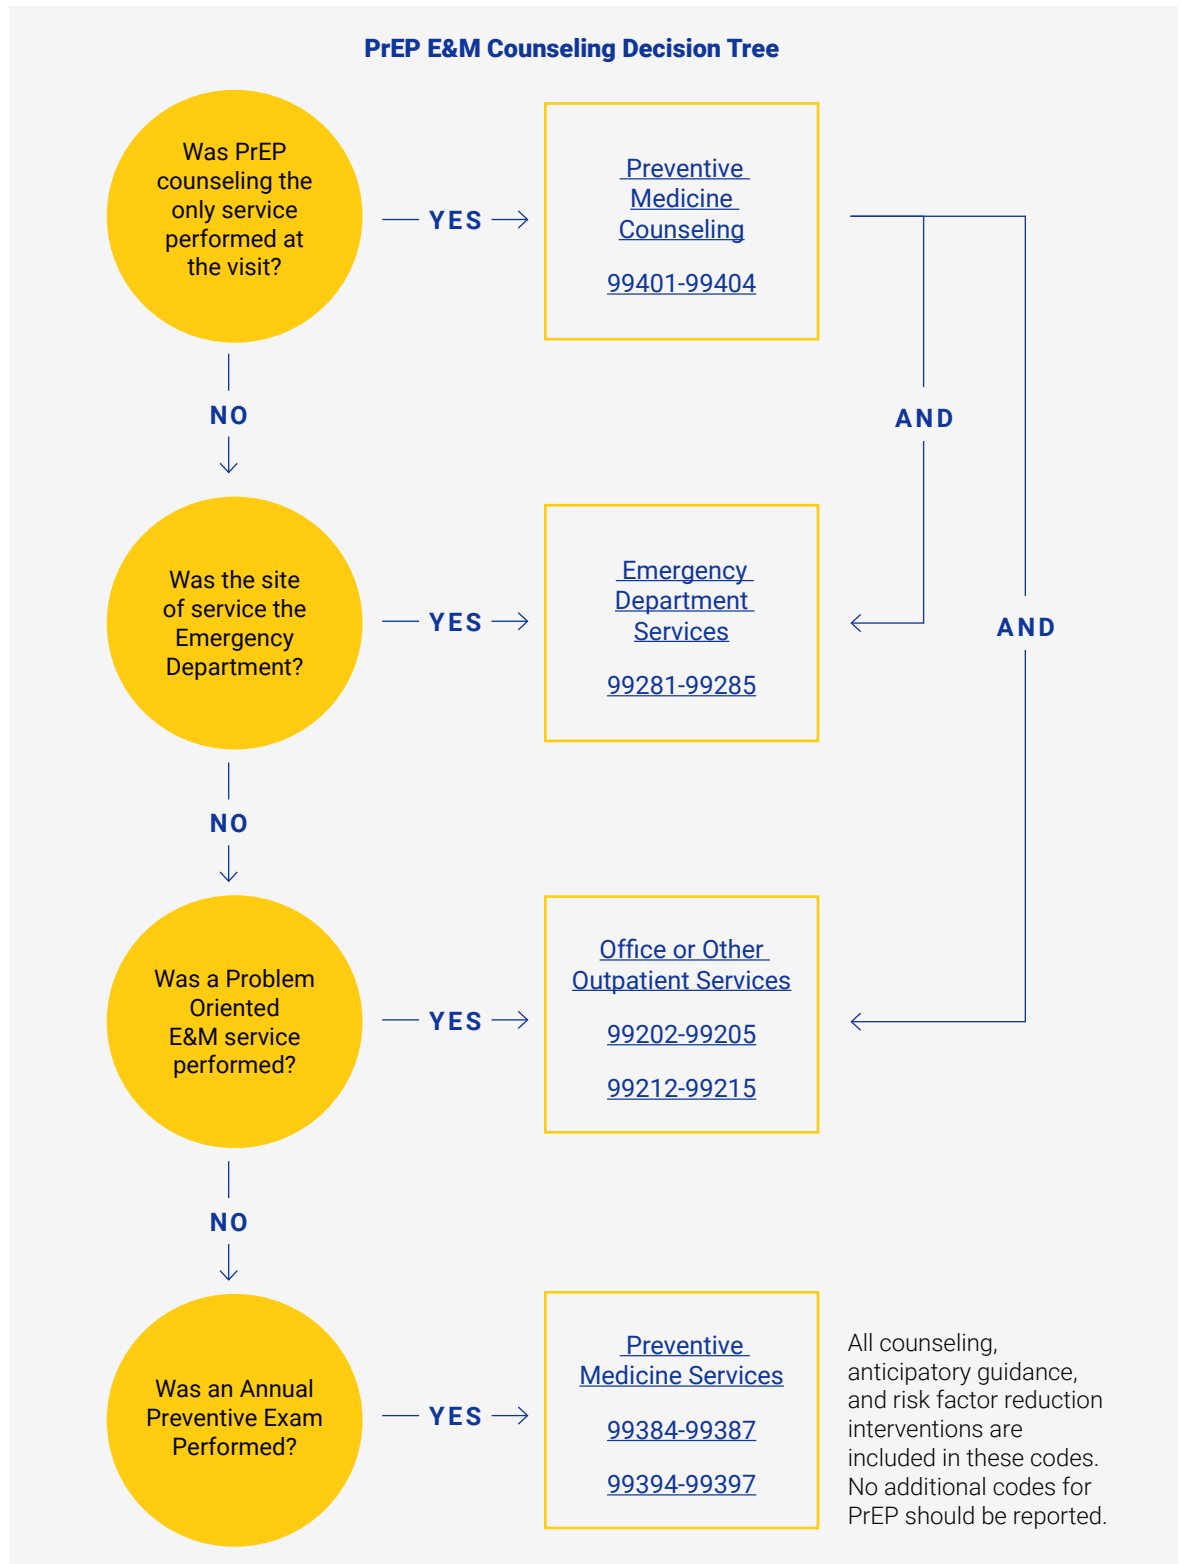 PrEP E&M Counseling Decision Tree
Was PrEP
counseling the
only service
performed at
the visit?
YES
Preventive
Medicine
Counseling
99401-99404
NO
AND
Was the site
of service the
Emergency
Department?
YES
Emergency
Department
Services
99281-99285
AND
NO
Was a Problem
Oriented
E&M service
performed?
YES
Office or Other
Outpatient Services
99202-99205
99212-99215
NO
Was an Annual
Preventive Exam
Performed?
YES
Preventive
Medicine Services
99384-99387
99394-99397
All counseling,
anticipatory guidance,
and risk factor reduction
interventions are
included in these codes.
No additional codes for
PrEP should be reported.